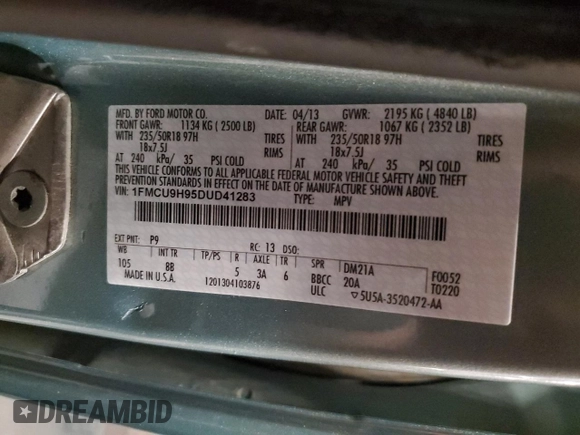 MFD. BY FORD MOTOR CO. DATE: 04/13 GVWR: 2195 KG ( 4840 LB)
FRONT GAWR: 1134 KG ( 2500 LB) REAR GAWR: 1067 KG ( 2352 LB)
WITH 235/50R18 97H TIRES WITH 235/50R18 97H TIRES
18x7.5J RIMS 18x7.5J RIMS
AT 240 kPa/ 35 PSI COLD AT 240 kPa/ 35 PSI COLD
THIS VEHICLE CONFORMS TO ALL APPLICABLE FEDERAL MOTOR VEHICLE SAFETY AND THEFT
PREVENTION STANDARDS IN EFFECT ON THE DATE OF MANUFACTURE SHOWN ABOVE.
VIN: 1FMCU9H95DUD41283 TYPE: MPV
EXT PNT: P9 RC: 13 DSO:
WB INT TR TP/PS R AXLE TR SPR DM21A F0052
105 BB 5 3A 6 BBCC 20A T0220
MADE IN U.S.A. 1201304103876 ULC ▽5U5A-3520472-AA
DREAMBID